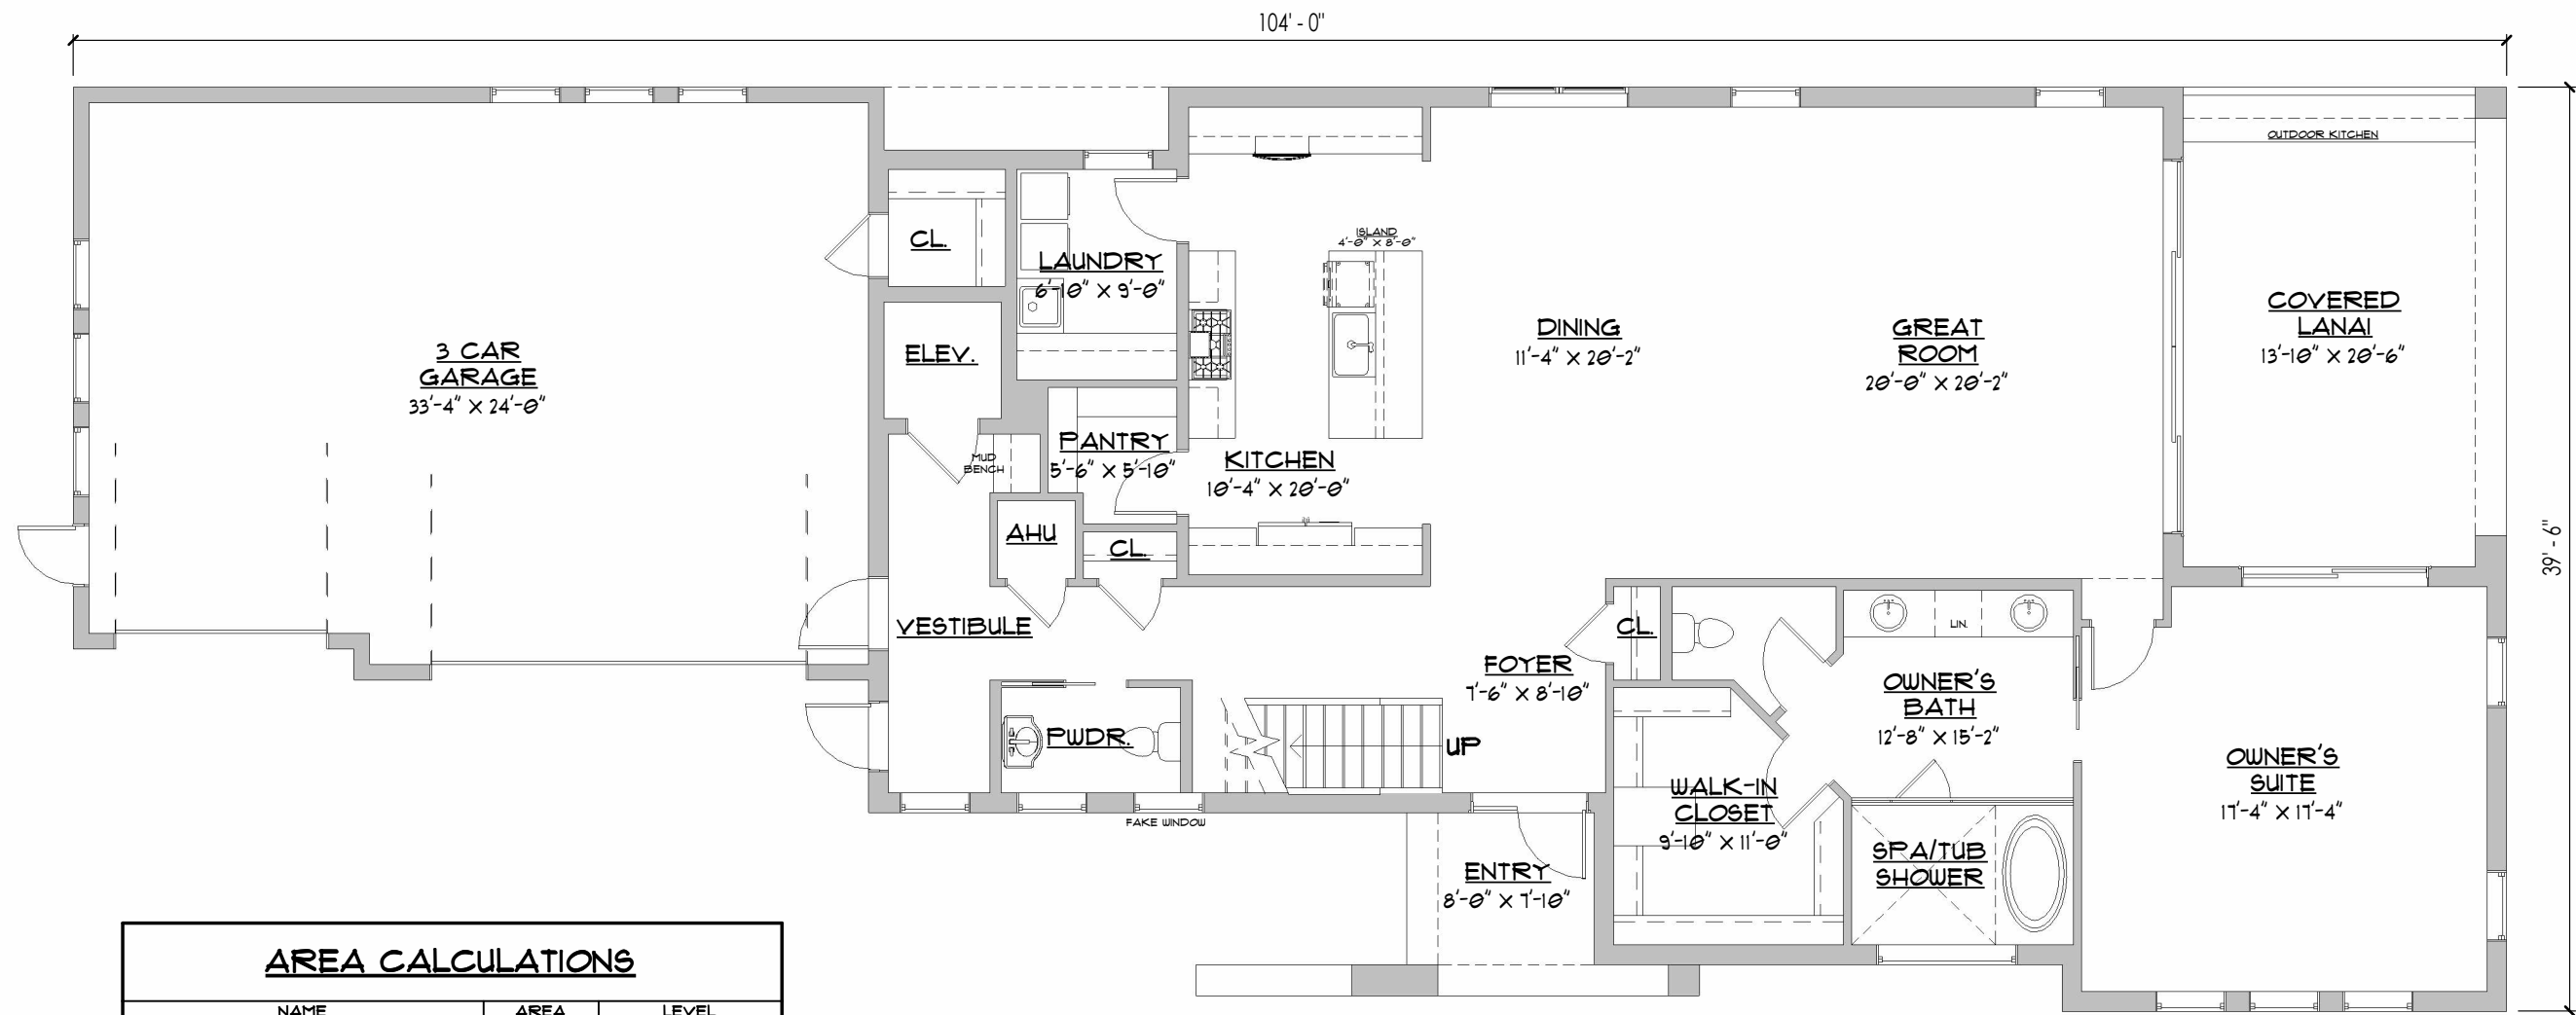 104' - 0"
OUTDOOR KITCHEN
CL.
LAUNDRY
6'-10" X 9'-0"
ISLAND
4'-0" X 8'-0"
ELEV.
3 CAR
GARAGE
33'-4" X 24'-0"
DINING
11'-4" X 20'-2"
GREAT
ROOM
20'-0" X 20'-2"
COVERED
LANAI
13'-10" X 20'-6"
MUD
BENCH
PANTRY
5'-6" X 5'-10"
KITCHEN
10'-4" X 20'-0"
AHU
CL.
39' - 6"
VESTIBULE
CL.
LIN.
FOYER
7'-6" X 8'-10"
OWNER'S
BATH
12'-8" X 15'-2"
PWDR.
UP
WALK-IN
CLOSET
9'-10" X 11'-0"
OWNER'S
SUITE
17'-4" X 17'-4"
FAKE WINDOW
ENTRY
8'-0" X 7'-10"
SPA/TUB
SHOWER
AREA CALCULATIONS
NAME AREA LEVEL